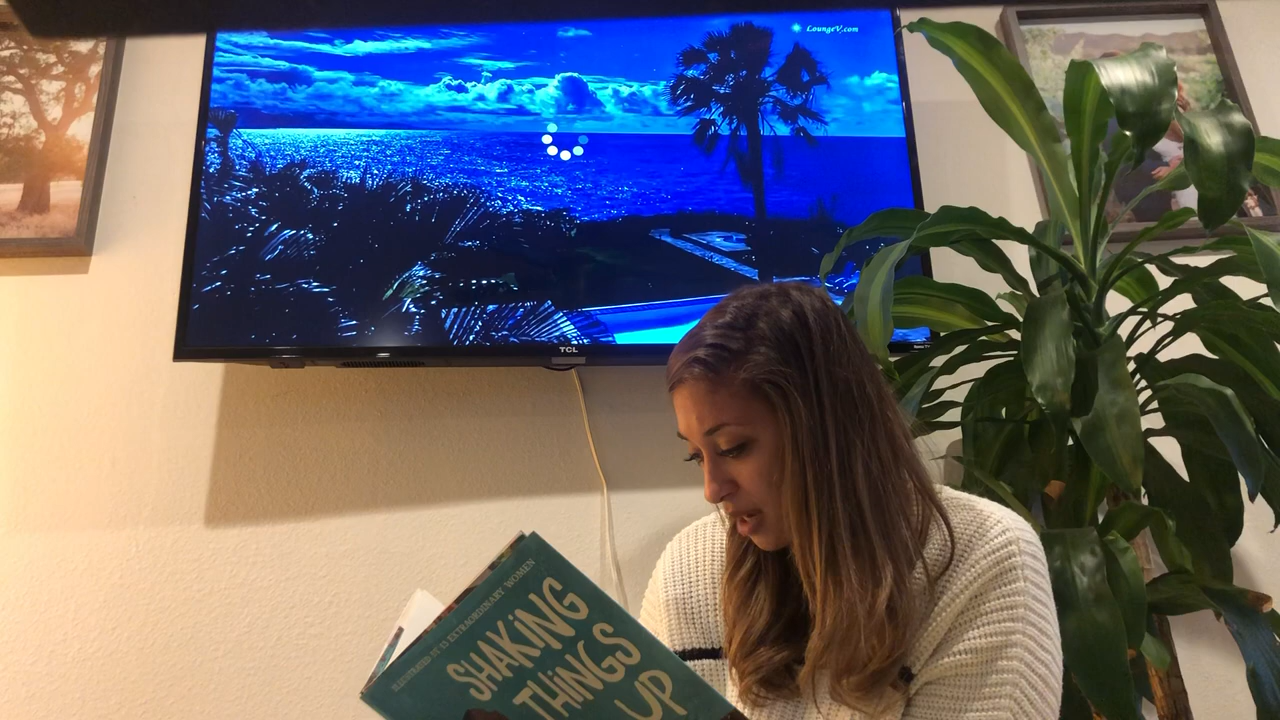 LoungeV.com
TCL
ILLUSTRATED BY 13 EXTRAORDINARY WOMEN
SHAKING
THINGS
UP